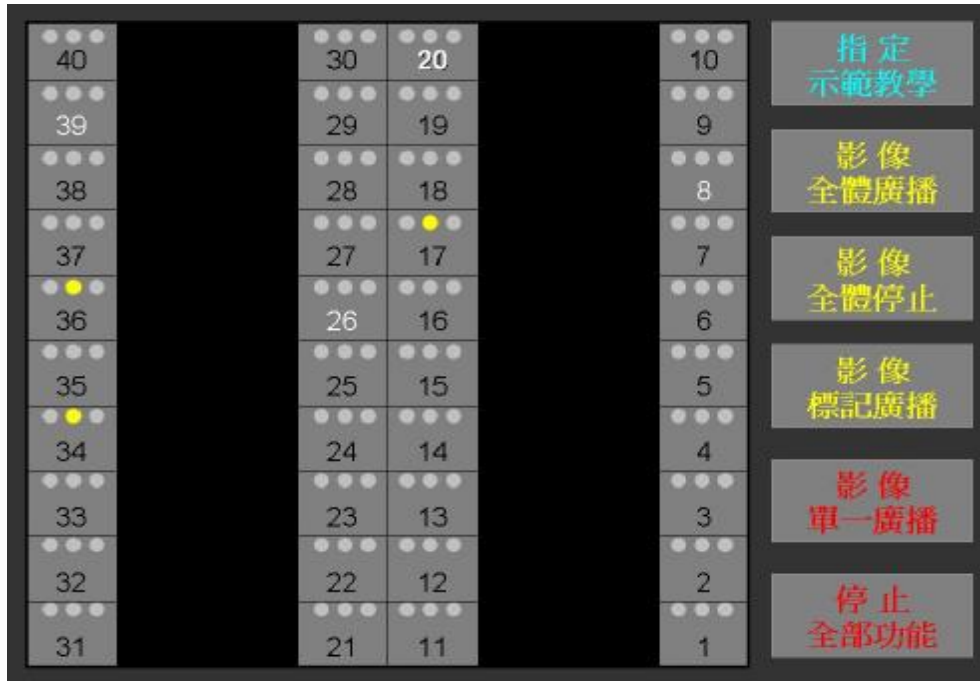 40 30 20 10
39 29 19 9
38 28 18 8
37 27 17 7
36 26 16 6
35 25 15 5
34 24 14 4
33 23 13 3
32 22 12 2
31 21 11 1
指定
示範教學
影像
全體廣播
影像
全體停止
影像
標記廣播
影像
單一廣播
停止
全部功能